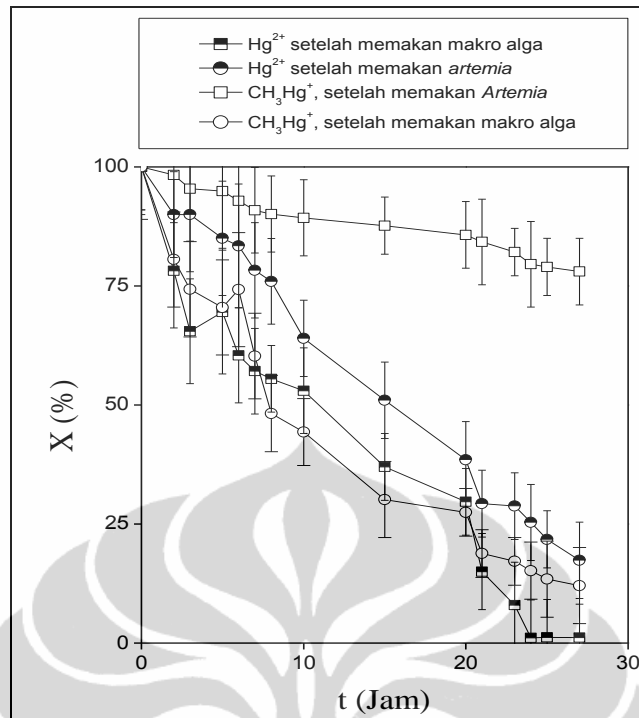 Hg²⁺ setelah memakan makro alga
Hg²⁺ setelah memakan artemia
CH₃Hg⁺, setelah memakan Artemia
CH₃Hg⁺, setelah memakan makro alga
100
75
50
25
0
X (%)
0 10 20 30
t (Jam)